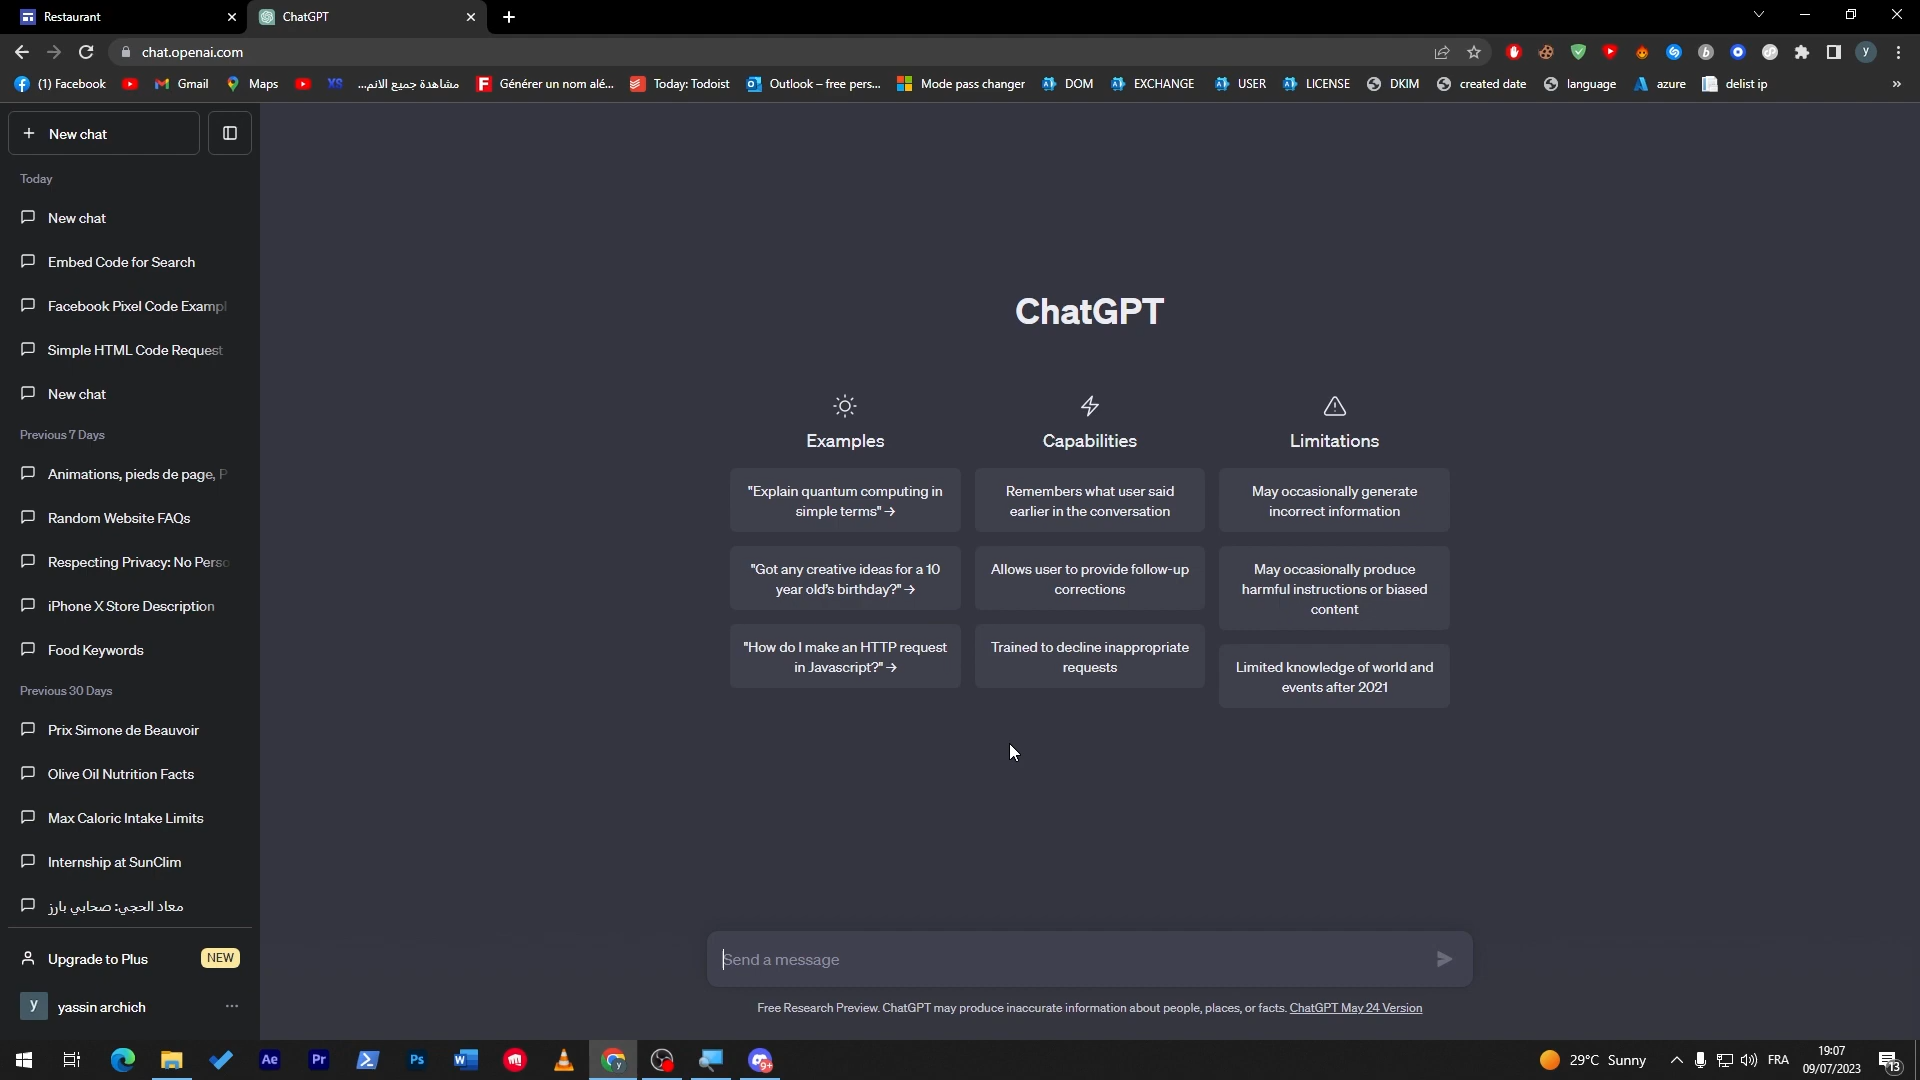 Restaurant
ChatGPT
chat.openai.com
(1) Facebook
Gmail
Maps
مشاهدة جميع الانم...
Générer un nom alé...
Today: Todoist
Outlook – free pers...
Mode pass changer
DOM
EXCHANGE
USER
LICENSE
DKIM
created date
language
azure
delist ip
New chat
Today
New chat
Embed Code for Search
Facebook Pixel Code Exampl
Simple HTML Code Request
New chat
Previous 7 Days
Animations, pieds de page, P
Random Website FAQs
Respecting Privacy: No Perso
iPhone X Store Description
Food Keywords
Previous 30 Days
Prix Simone de Beauvoir
Olive Oil Nutrition Facts
Max Caloric Intake Limits
Internship at SunClim
معاد الحجي: صحابي بارز
Upgrade to Plus
NEW
y
yassin archich
ChatGPT
Examples
"Explain quantum computing in
simple terms" →
"Got any creative ideas for a 10
year old's birthday?" →
"How do I make an HTTP request
in Javascript?" →
Capabilities
Remembers what user said
earlier in the conversation
Allows user to provide follow-up
corrections
Trained to decline inappropriate
requests
Limitations
May occasionally generate
incorrect information
May occasionally produce
harmful instructions or biased
content
Limited knowledge of world and
events after 2021
Send a message
Free Research Preview. ChatGPT may produce inaccurate information about people, places, or facts. ChatGPT May 24 Version
Ae
Pr
Ps
W
9+
29°C Sunny
FRA
19:07
09/07/2023
13